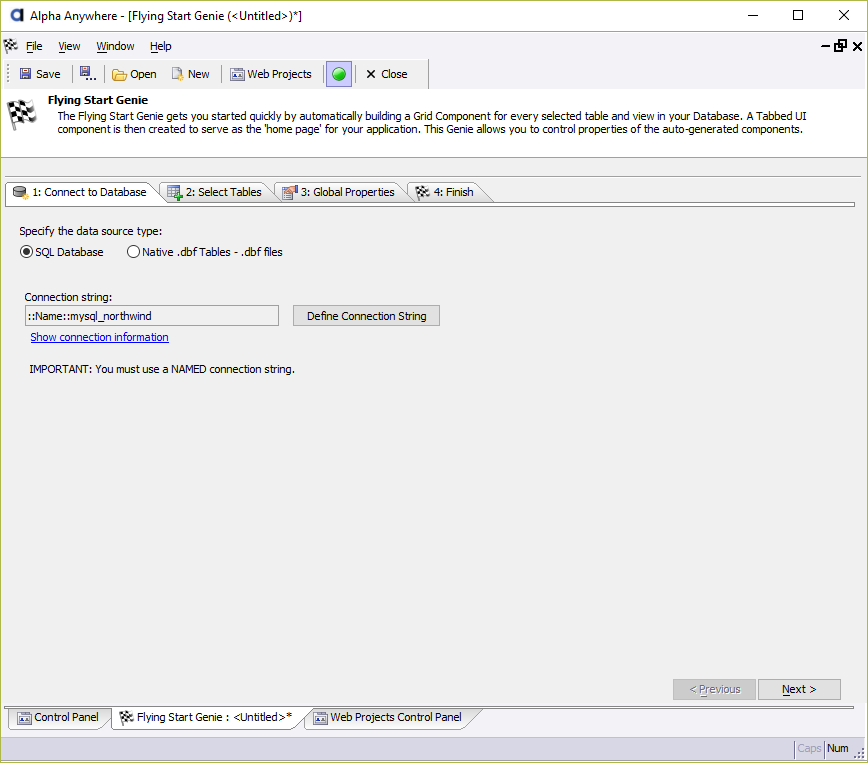 Alpha Anywhere - [Flying Start Genie (<Untitled>)*]
File View Window Help
Save Open New Web Projects Close
Flying Start Genie
The Flying Start Genie gets you started quickly by automatically building a Grid Component for every selected table and view in your Database. A Tabbed UI
component is then created to serve as the 'home page' for your application. This Genie allows you to control properties of the auto-generated components.
1: Connect to Database 2: Select Tables 3: Global Properties 4: Finish
Specify the data source type:
SQL Database Native .dbf Tables - .dbf files
Connection string:
::Name::mysql_northwind Define Connection String
Show connection information
IMPORTANT: You must use a NAMED connection string.
< Previous Next >
Control Panel Flying Start Genie : <Untitled>* Web Projects Control Panel
Caps Num